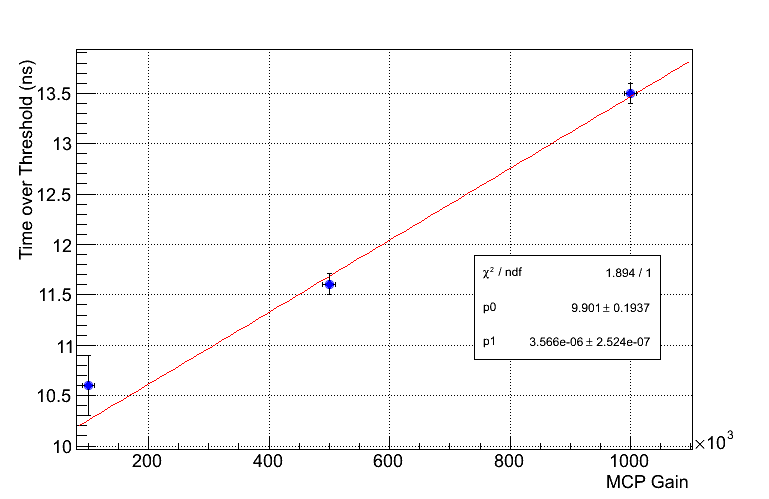 Time over Threshold (ns)
13.5
13
12.5
12
11.5
11
10.5
10
χ² / ndf 1.894 / 1
p0 9.901 ± 0.1937
p1 3.566e-06 ± 2.524e-07
200 400 600 800 1000 ×10³
MCP Gain